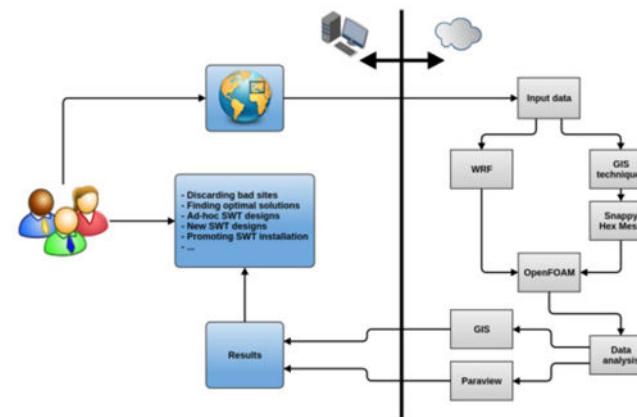 Input data
WRF
GIS
technique
Snappy
Hex Mes
- Discarding bad sites
- Finding optimal solutions
- Ad-hoc SWT designs
- New SWT designs
- Promoting SWT installation
- ...
OpenFOAM
GIS
Results
Data
analysis
Paraview